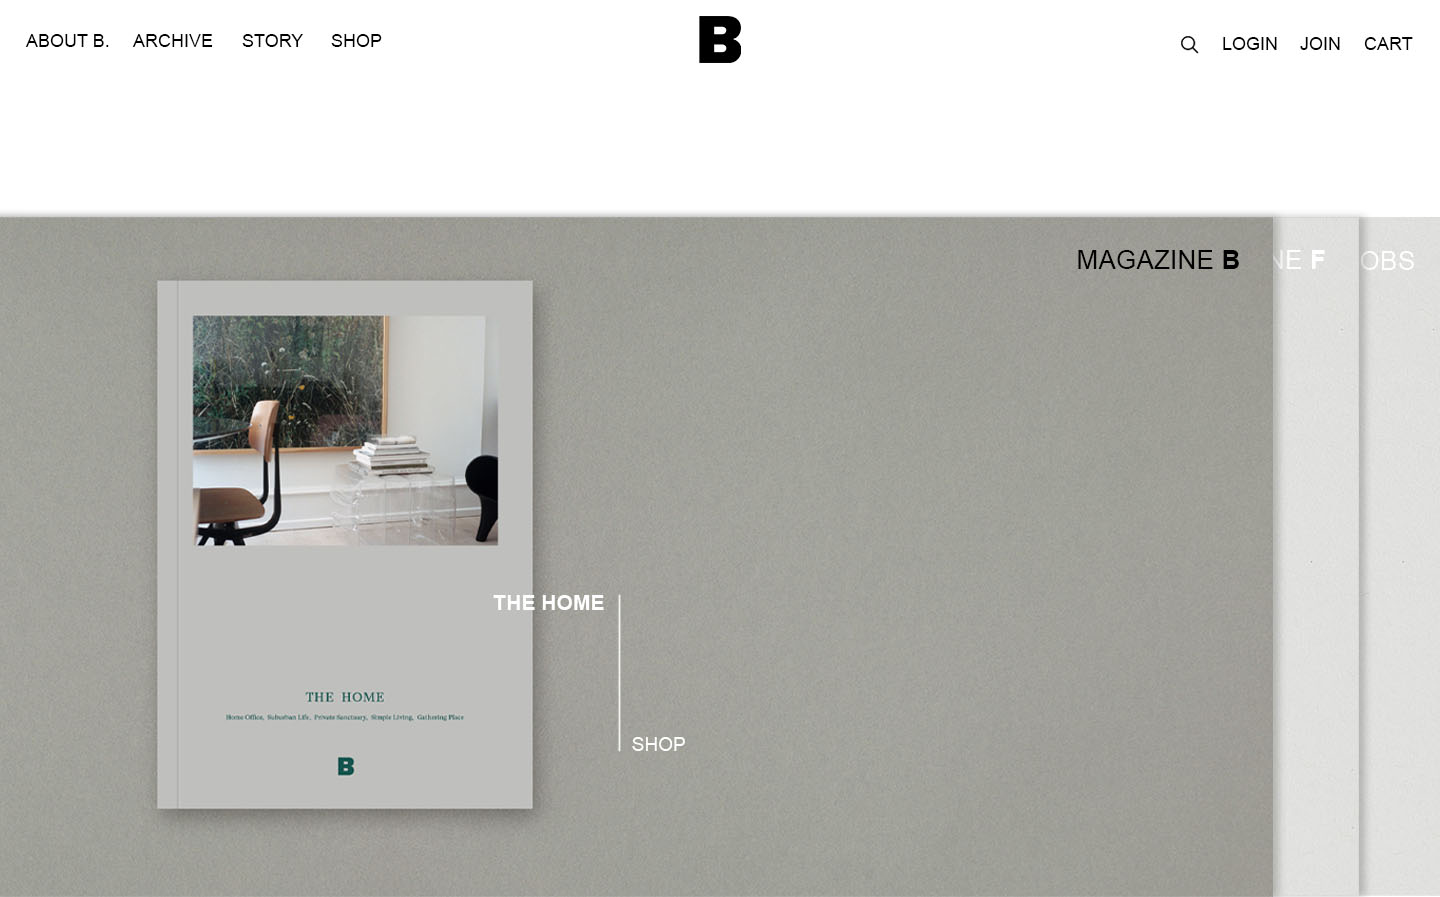 ABOUT B. ARCHIVE STORY SHOP
B
LOGIN JOIN CART
MAGAZINE B
NE F
OBS
THE HOME
SHOP
THE HOME
Home Office, Suburban Life, Private Sanctuary, Simple Living, Gathering Place
B